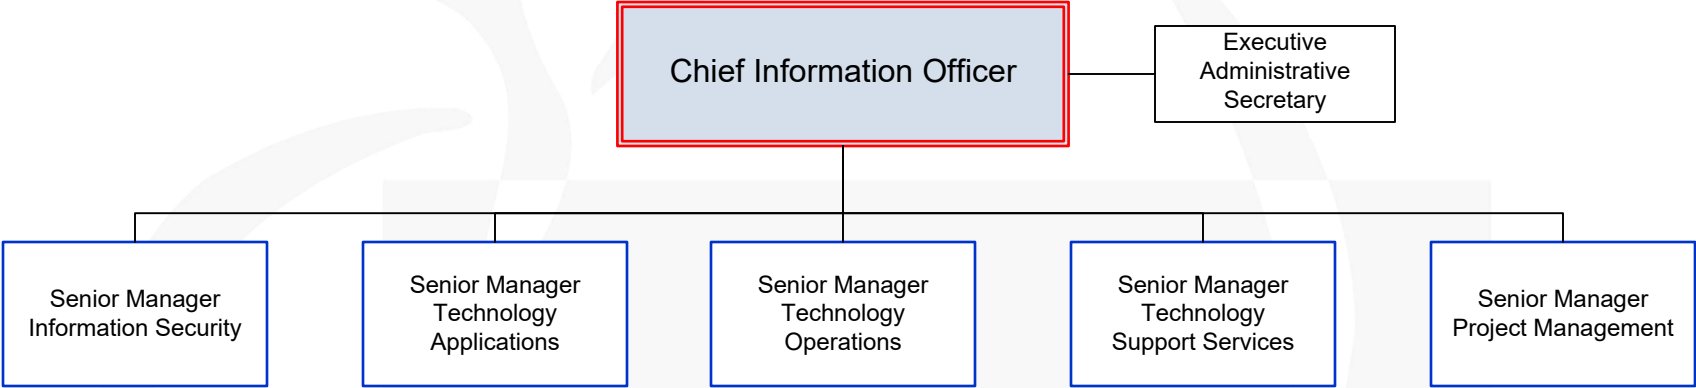 Chief Information Officer
Executive
Administrative
Secretary
Senior Manager
Information Security
Senior Manager
Technology
Applications
Senior Manager
Technology
Operations
Senior Manager
Technology
Support Services
Senior Manager
Project Management